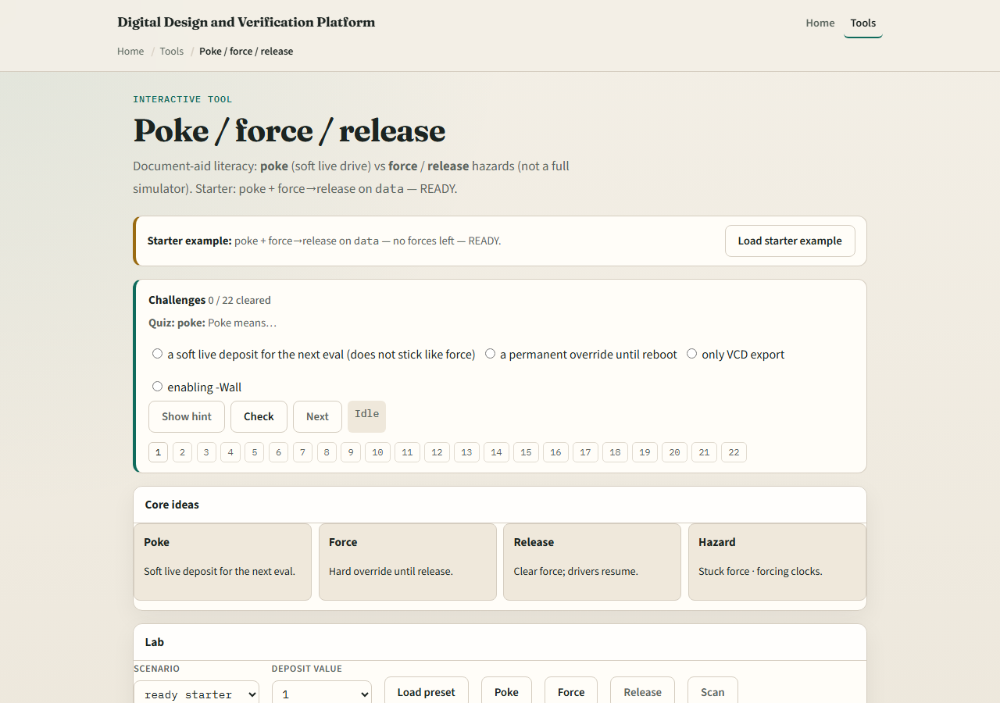 Digital Design and Verification Platform
Home Tools
Home / Tools / Poke / force / release
INTERACTIVE TOOL
Poke / force / release
Document-aid literacy: poke (soft live drive) vs force / release hazards (not a full
simulator). Starter: poke + force→release on data — READY.
Starter example: poke + force→release on data — no forces left — READY.
Load starter example
Challenges 0 / 22 cleared
Quiz: poke: Poke means…
a soft live deposit for the next eval (does not stick like force) a permanent override until reboot only VCD export
enabling -Wall
Show hint Check Next Idle
1 2 3 4 5 6 7 8 9 10 11 12 13 14 15 16 17 18 19 20 21 22
Core ideas
Poke Force Release Hazard
Soft live deposit for the next eval. Hard override until release. Clear force; drivers resume. Stuck force · forcing clocks.
Lab
SCENARIO DEPOSIT VALUE
ready starter 1 Load preset Poke Force Release Scan